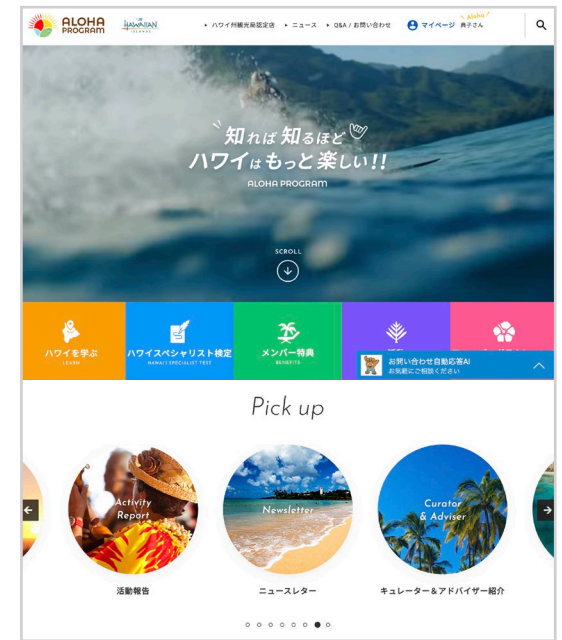 ALOHA PROGRAM
THE HAWAIIAN ISLANDS
ハワイ州観光局認定店
ニュース
Q&A / お問い合わせ
マイページ
Aloha!
典子さん
知れば知るほど
ハワイはもっと楽しい!!
ALOHA PROGRAM
SCROLL
ハワイを学ぶ
LEARN
ハワイスペシャリスト検定
HAWAI'I SPECIALIST TEST
メンバー特典
BENEFITS
お問い合わせ自動応答AI
お気軽にご相談ください
Pick up
Activity
Report
Newsletter
Curator
& Adviser
活動報告
ニュースレター
キュレーター&アドバイザー紹介